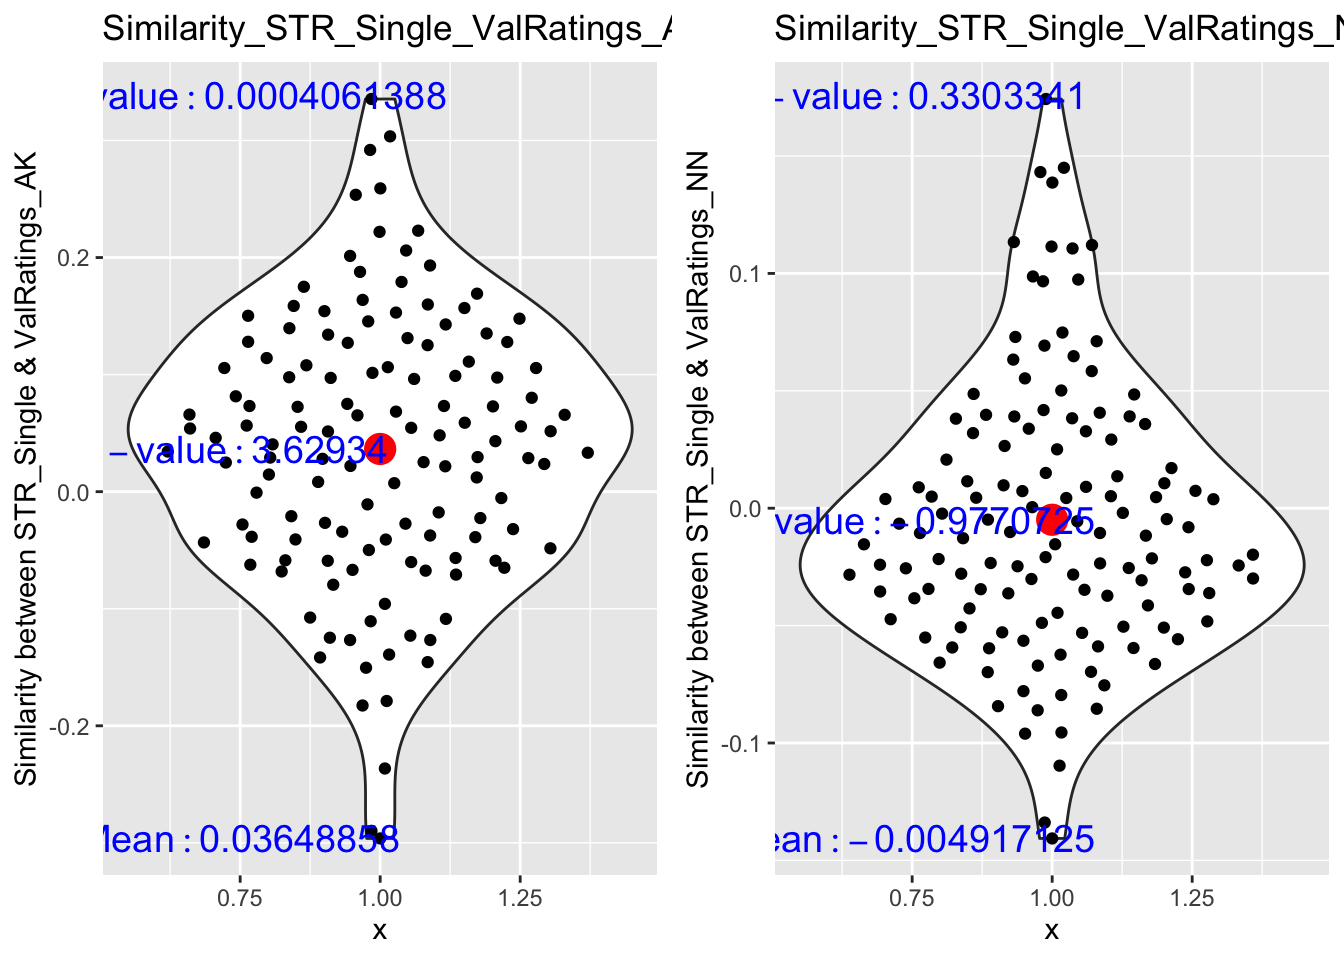 Similarity_STR_Single_ValRatings_
value : 0.0004061388
– value : 3.62934
Mean : 0.03648858
Similarity between STR_Single & ValRatings_AK
0.2
0.0
-0.2
0.75 1.00 1.25
x
Similarity_STR_Single_ValRatings_N
– value : 0.3303341
value : – 0.9770725
ean : – 0.004917125
Similarity between STR_Single & ValRatings_NN
0.1
0.0
-0.1
0.75 1.00 1.25
x